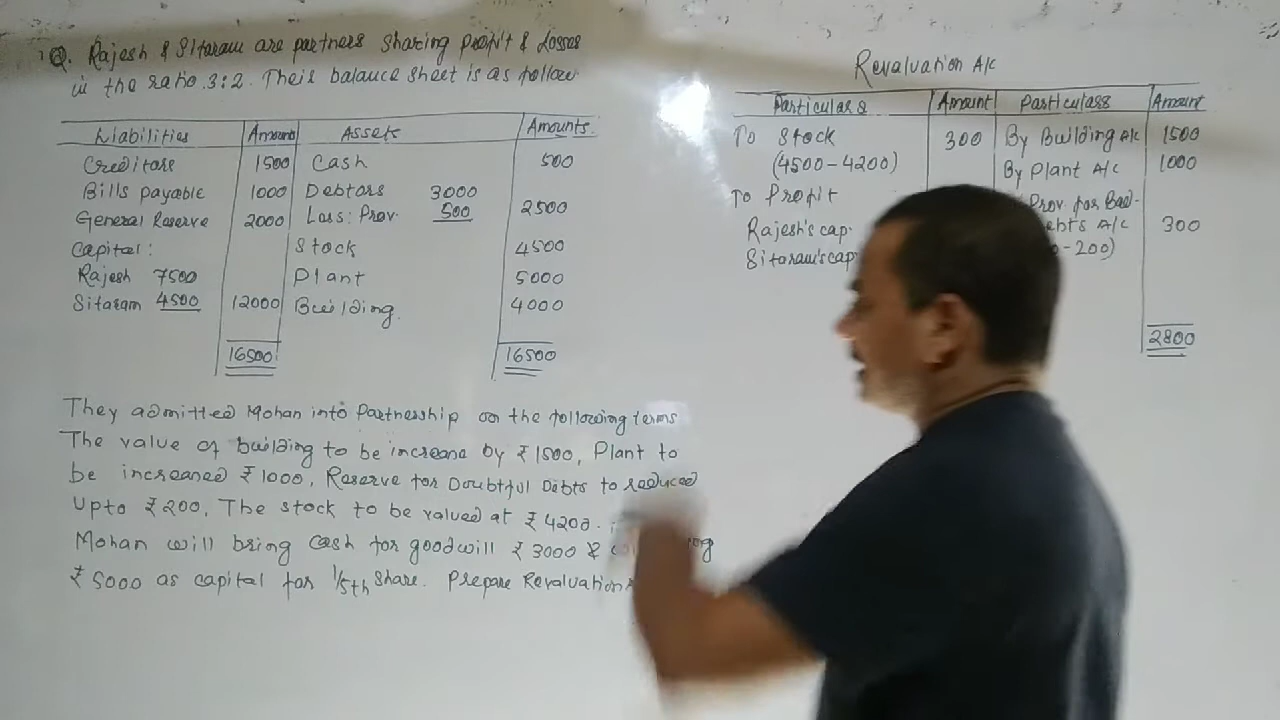 Q. Rajesh & Sitaram are partners sharing profit & Losses
in the ratio 3:2. Their balance sheet is as follow
Liabilities Amount Assets Amounts
Creditors 1500 Cash 500
Bills payable 1000 Debtors 3000
General Reserve 2000 Less: Prov. 500 2500
Capital: Stock 4500
Rajesh 7500 Plant 5000
Sitaram 4500 12000 Building 4000
16500 16500
They admitted Mohan into Partnership on the following terms
The value of building to be increase by ₹ 1500, Plant to
be increased ₹ 1000, Reserve for Doubtful Debts to reduced
Upto ₹ 200, The stock to be valued at ₹ 4200.
Mohan will bring cash for goodwill ₹ 3000 &
₹ 5000 as capital for 1/5th share. Prepare Revaluation
Revaluation A/c
Particulars Amount Particulars Amount
To Stock 300 By Building A/c 1500
(4500-4200) By Plant A/c 1000
To Profit Prov. for Bad-
Rajesh's cap. A/c 300
Sitaram's cap -200)
2800